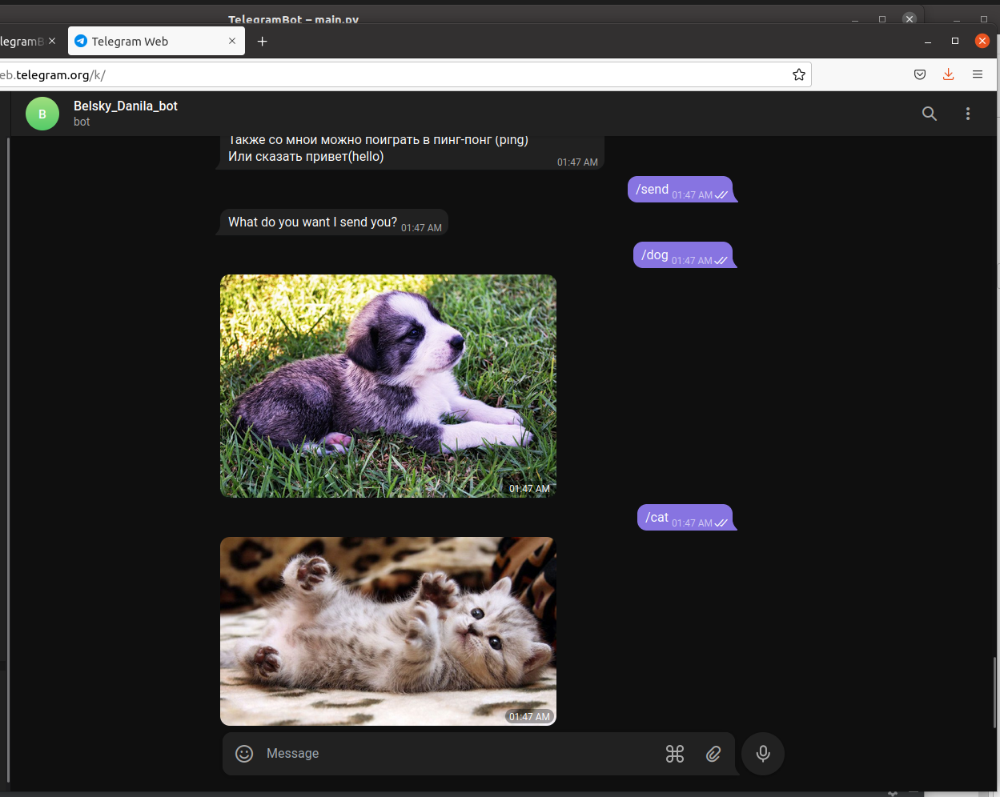 TelegramBot – main.py
legramB
Telegram Web
eb.telegram.org/k/
B
Belsky_Danila_bot
bot
Также со мной можно поиграть в пинг-понг (ping)
Или сказать привет(hello)
01:47 AM
/send 01:47 AM
What do you want I send you? 01:47 AM
/dog 01:47 AM
01:47 AM
/cat 01:47 AM
01:47 AM
Message